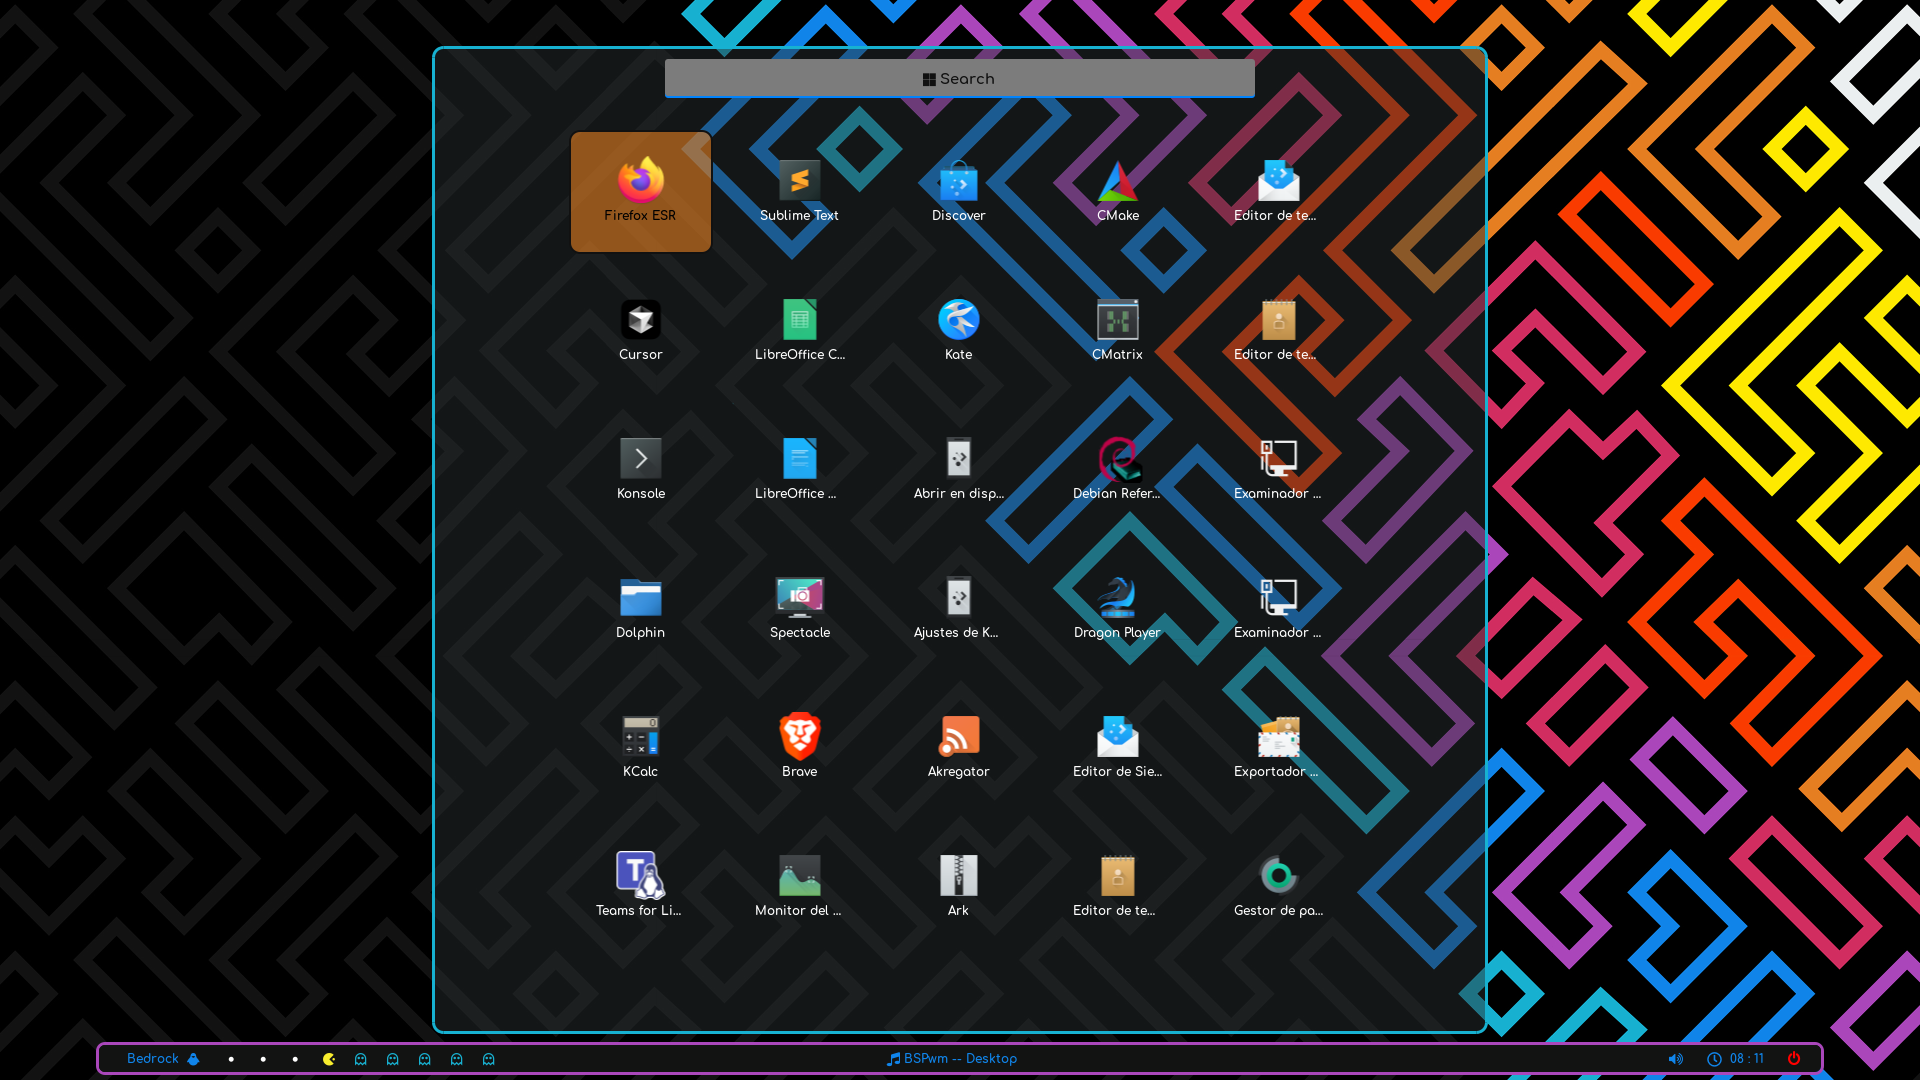 Search
Firefox ESR
Sublime Text
Discover
CMake
Editor de te...
Cursor
LibreOffice C...
Kate
CMatrix
Editor de te...
Konsole
LibreOffice ...
Abrir en disp...
Debian Refer...
Examinador ...
Dolphin
Spectacle
Ajustes de K...
Dragon Player
Examinador ...
KCalc
Brave
Akregator
Editor de Sie...
Exportador ...
Teams for Li...
Monitor del ...
Ark
Editor de te...
Gestor de pa...
Bedrock
BSPwm -- Desktop
08 : 11